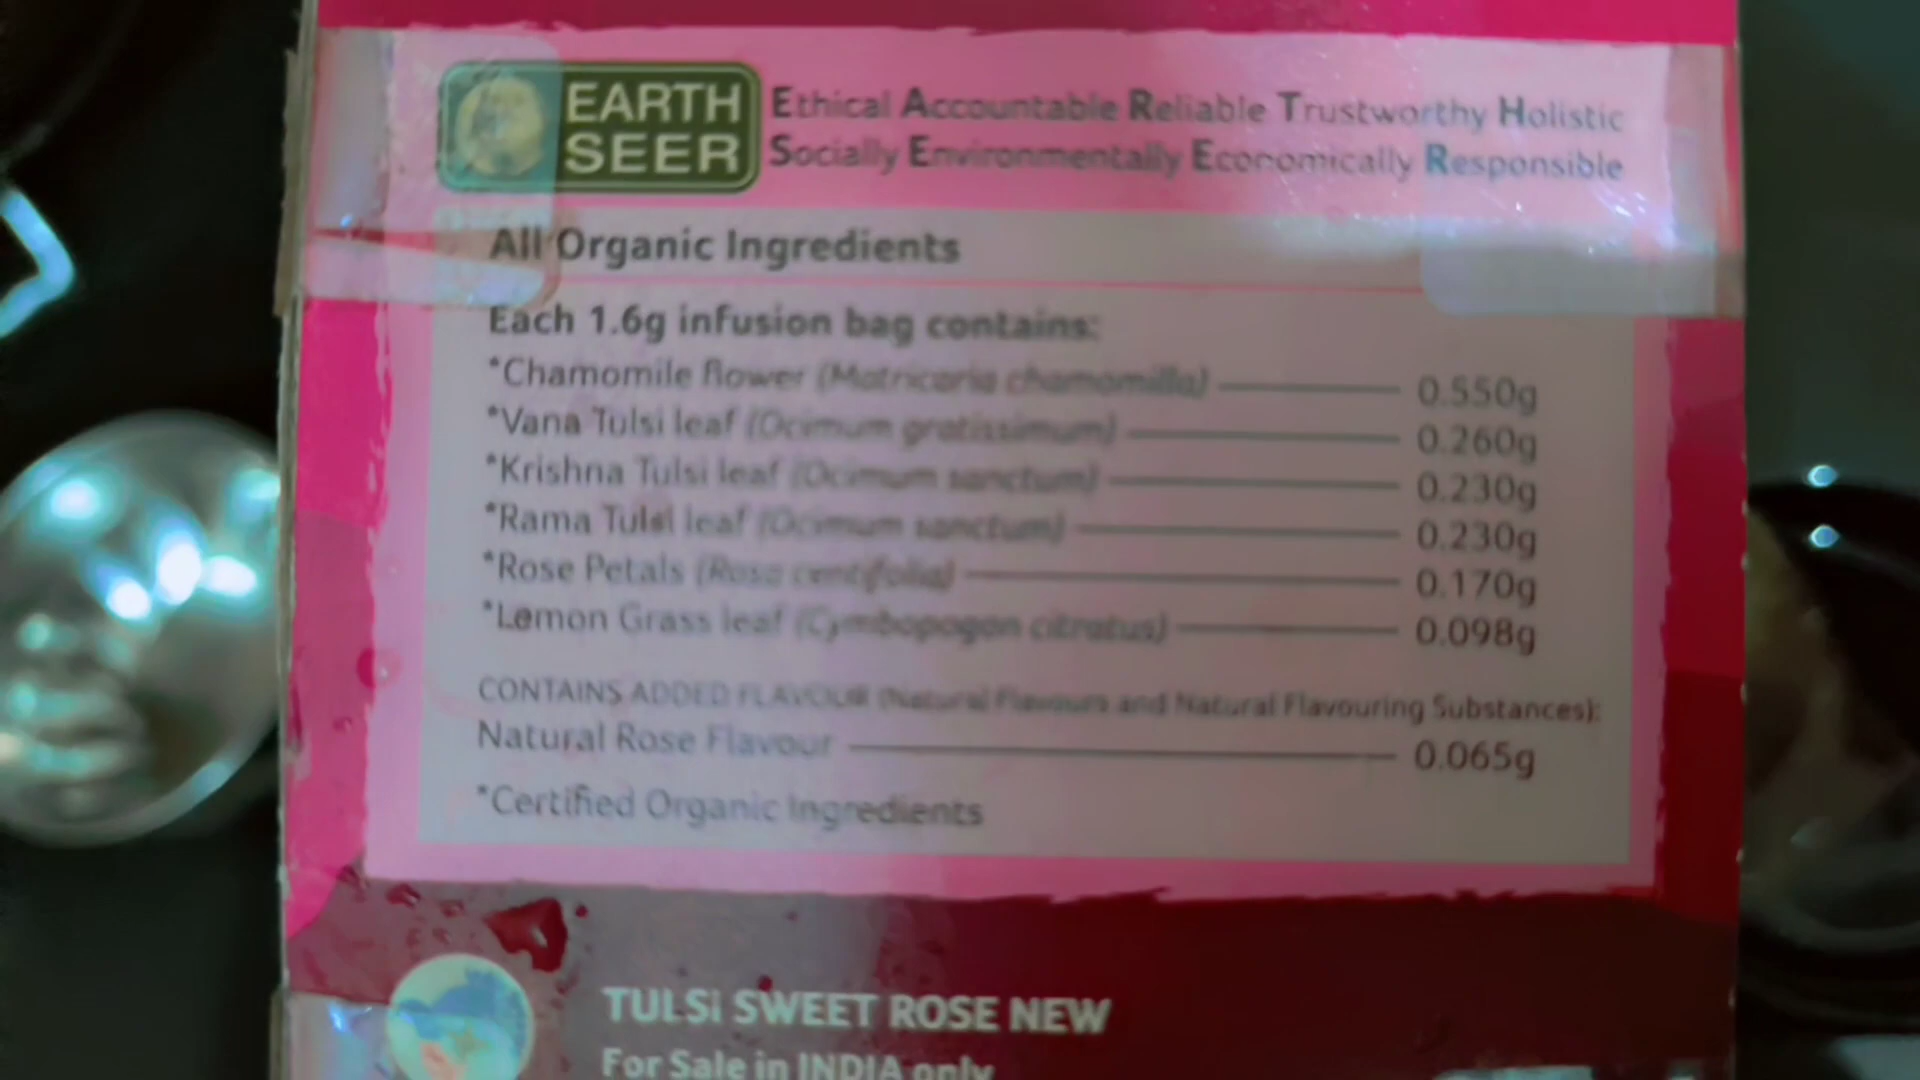 EARTH
SEER
Ethical Accountable Reliable Trustworthy Holistic
Socially Environmentally Economically Responsible
All Organic Ingredients
Each 1.6g infusion bag contains:
*Chamomile flower (Matricaria chamomilla) 0.550g
*Vana Tulsi leaf (Ocimum gratissimum) 0.260g
*Krishna Tulsi leaf (Ocimum sanctum) 0.230g
*Rama Tulsi leaf (Ocimum sanctum) 0.230g
*Rose Petals (Rosa centifolia) 0.170g
*Lemon Grass leaf (Cymbopogon citratus) 0.098g
CONTAINS ADDED FLAVOUR (Natural Flavours and Natural Flavouring Substances):
Natural Rose Flavour 0.065g
*Certified Organic Ingredients
TULSI SWEET ROSE NEW
For Sale in INDIA only